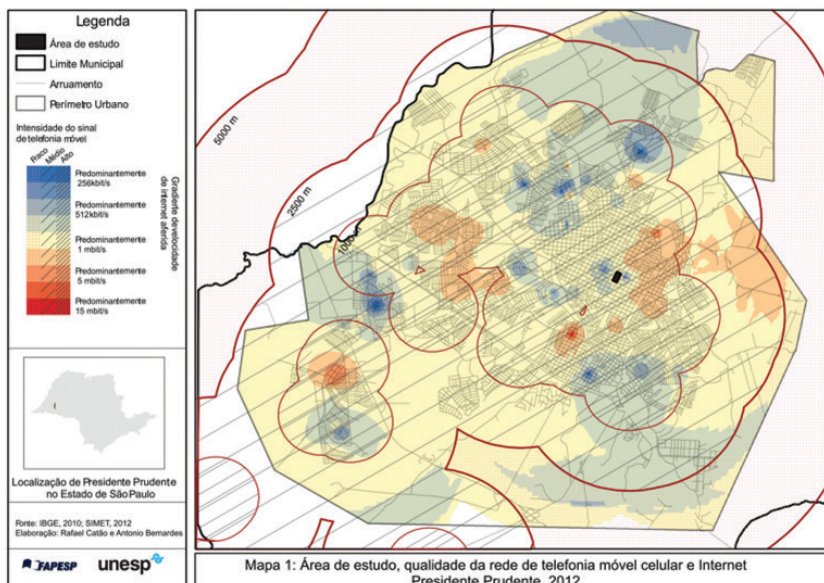 Legenda
Área de estudo
Limite Municipal
Arruamento
Perímetro Urbano
Intensidade do sinal
de telefonia móvel
Fraco
Médio
Alto
Predominantemente
256kbit/s
Predominantemente
512kbit/s
Predominantemente
1 mbit/s
Predominantemente
5 mbit/s
Predominantemente
15 mbit/s
Gradierte develocidade
de internet aferida
Localização de Presidente Prudente
no Estado de São Paulo
Fonte: IBGE, 2010; SIMET, 2012
Elaboração: Rafael Catão e Antonio Bernardes
FAPESP
unesp
5000 m
2500 m
1000 m
Mapa 1: Área de estudo, qualidade da rede de telefonia móvel celular e Internet
Presidente Prudente, 2012